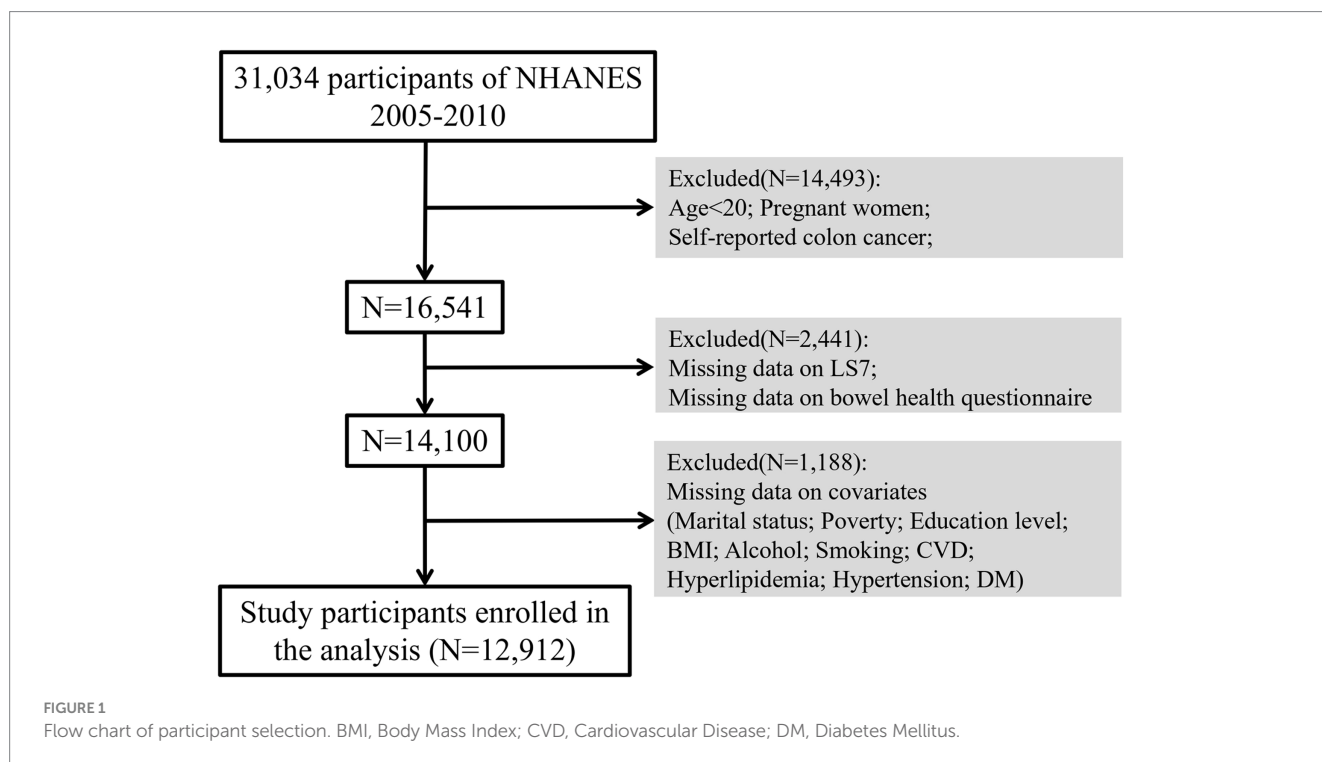 31,034 participants of NHANES
2005-2010
Excluded(N=14,493):
Age<20; Pregnant women;
Self-reported colon cancer;
N=16,541
Excluded(N=2,441):
Missing data on LS7;
Missing data on bowel health questionnaire
N=14,100
Excluded(N=1,188):
Missing data on covariates
(Marital status; Poverty; Education level;
BMI; Alcohol; Smoking; CVD;
Hyperlipidemia; Hypertension; DM)
Study participants enrolled in
the analysis (N=12,912)
FIGURE 1
Flow chart of participant selection. BMI, Body Mass Index; CVD, Cardiovascular Disease; DM, Diabetes Mellitus.